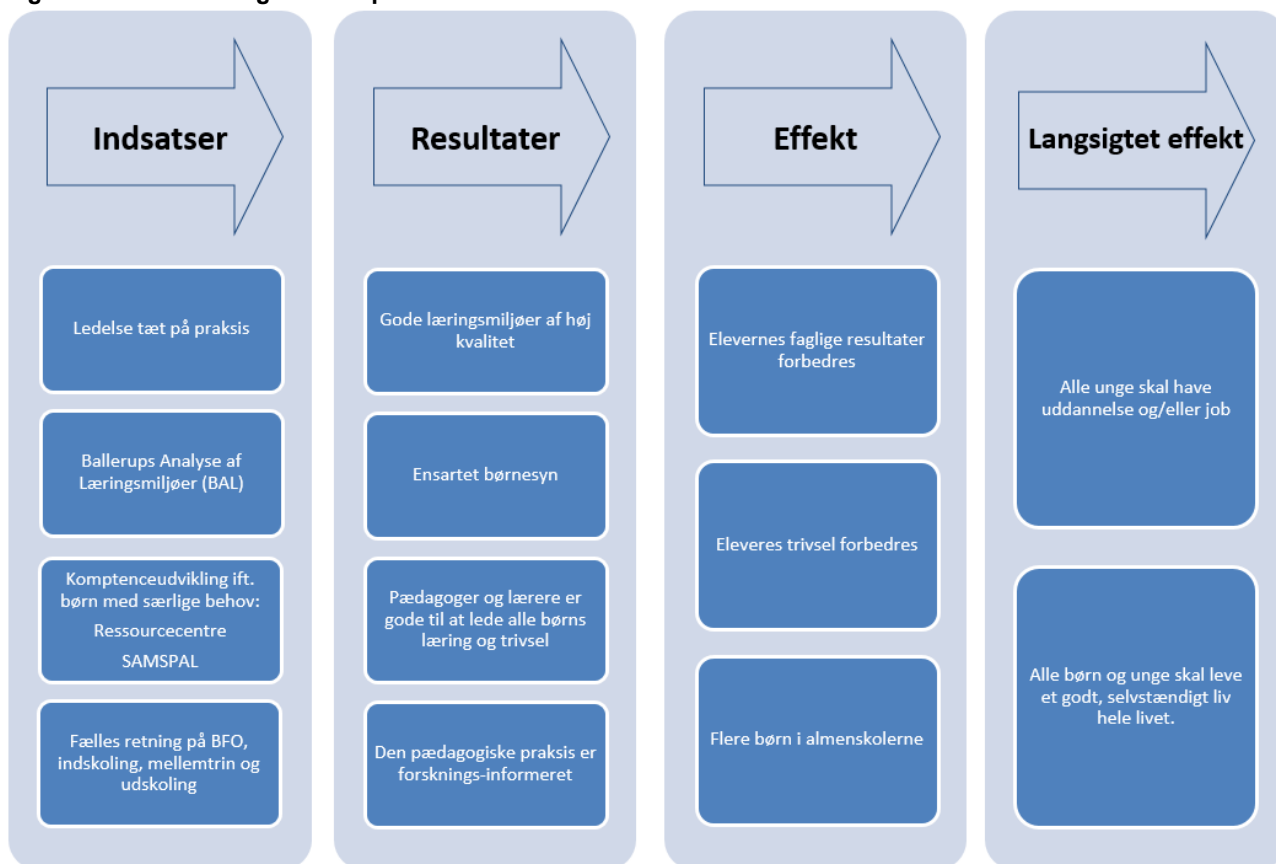 Indsatser
Ledelse tæt på praksis
Ballerups Analyse af
Læringsmiljøer (BAL)
Komptenceudvikling ift.
børn med særlige behov:
Ressourcecentre
SAMSPAL
Fælles retning på BFO,
indskoling, mellemtrin og
udskoling
Resultater
Gode læringsmiljøer af høj
kvalitet
Ensartet børnesyn
Pædagoger og lærere er
gode til at lede alle børns
læring og trivsel
Den pædagogiske praksis er
forsknings-informeret
Effekt
Elevernes faglige resultater
forbedres
Eleveres trivsel forbedres
Flere børn i almenskolerne
Langsigtet effekt
Alle unge skal have
uddannelse og/eller job
Alle børn og unge skal leve
et godt, selvstændigt liv
hele livet.